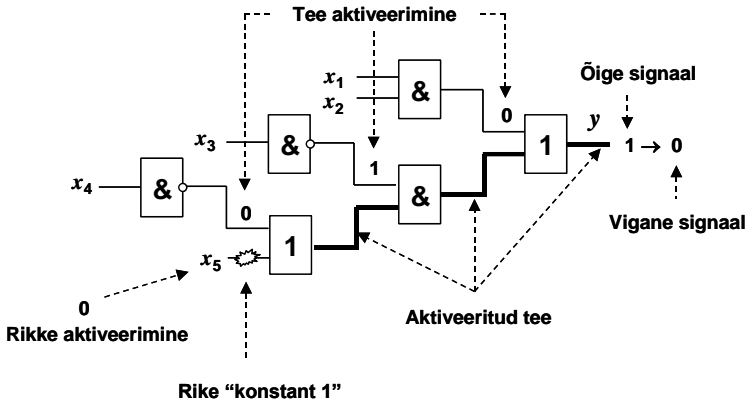 Tee aktiveerimine
x1
x2
&
0
Õige signaal
y
1
1 → 0
x3
&
1
&
Vigane signaal
x4
&
0
1
x5
0
Rikke aktiveerimine
Aktiveeritud tee
Rike “konstant 1”